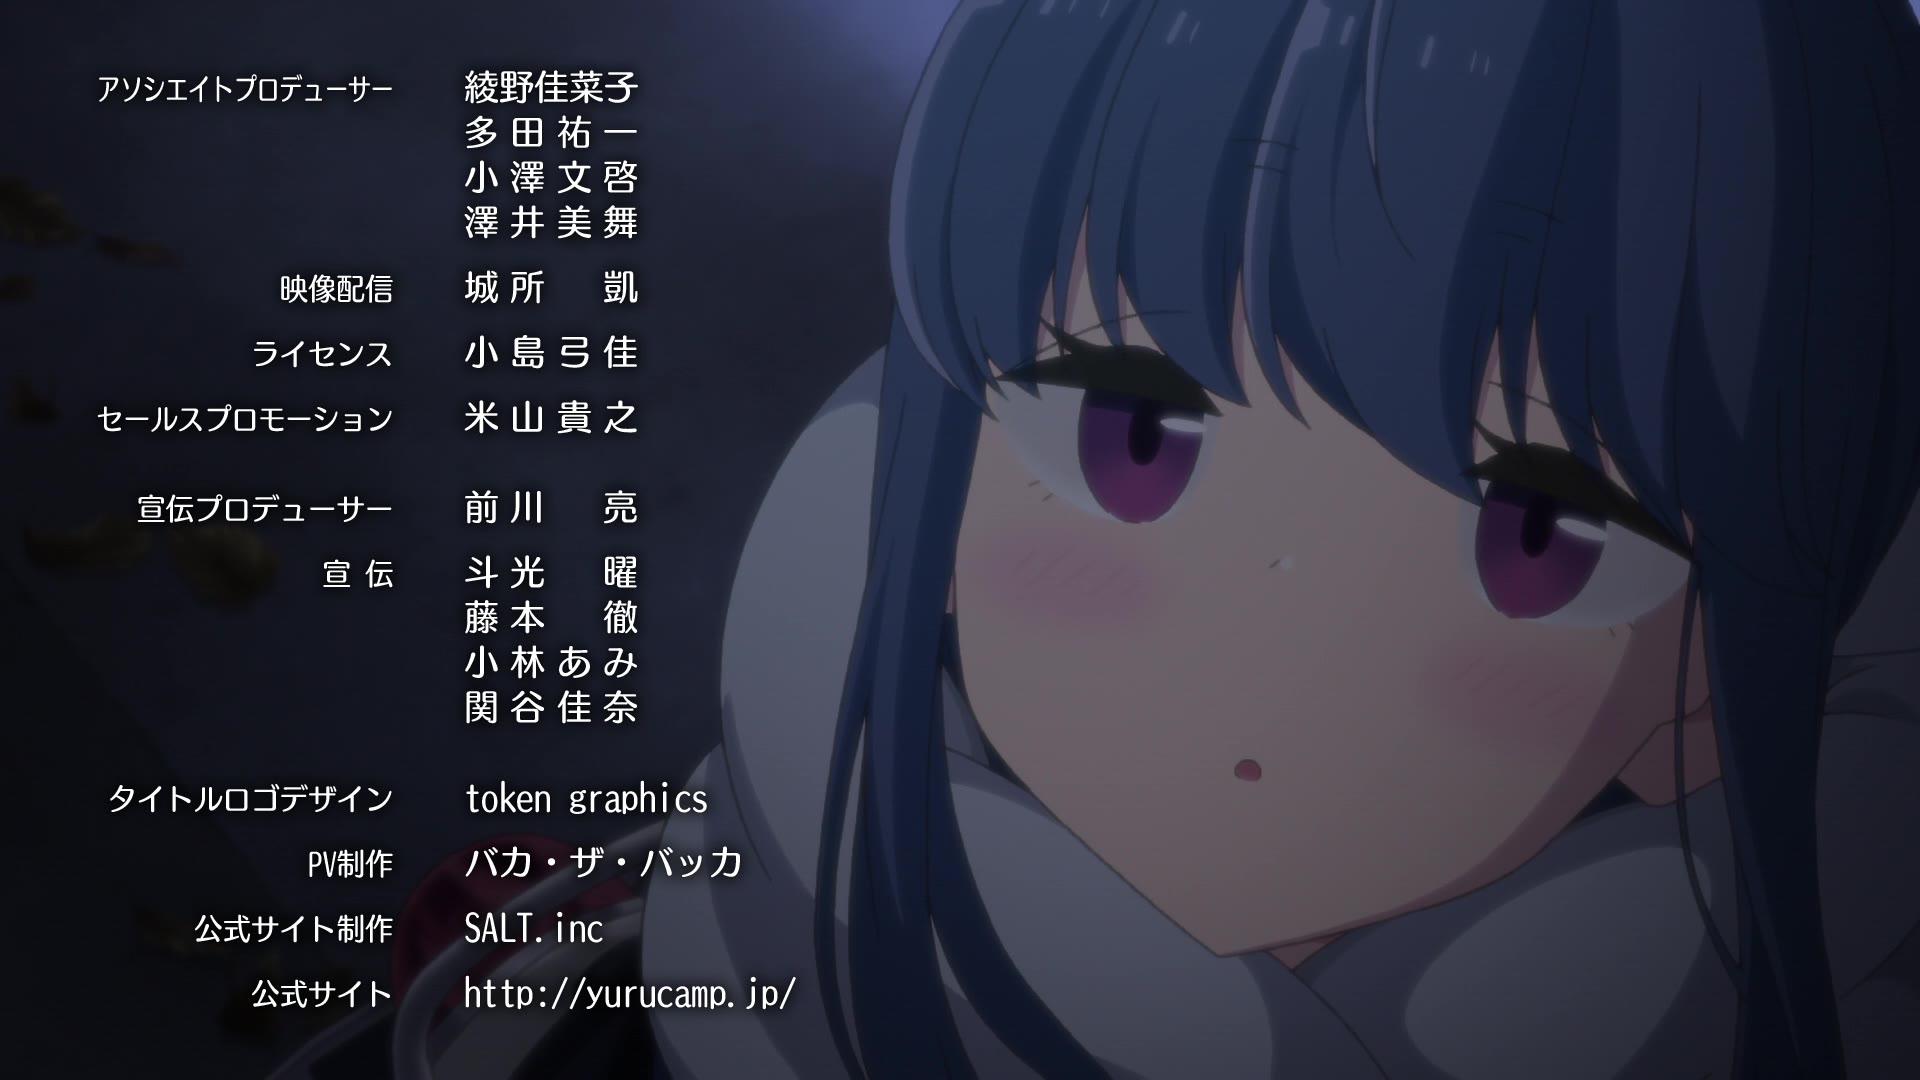 アソシエイトプロデューサー 綾野佳菜子
多田祐一
小澤文啓
澤井美舞
映像配信 城所 凱
ライセンス 小島弓佳
セールスプロモーション 米山貴之
宣伝プロデューサー 前川 亮
宣伝 斗光 曜
藤本 徹
小林あみ
関谷佳奈
タイトルロゴデザイン token graphics
PV制作 バカ・ザ・バッカ
公式サイト制作 SALT.inc
公式サイト http://yurucamp.jp/